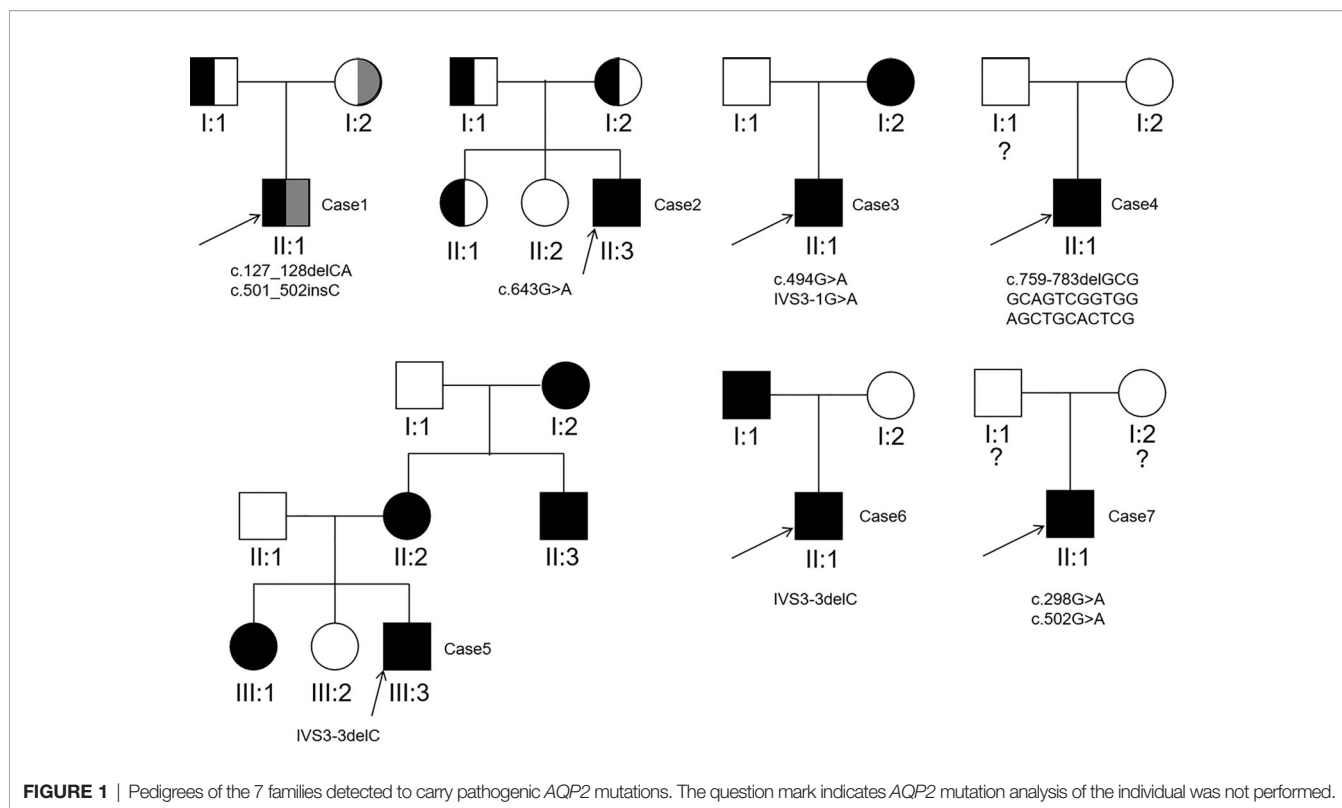 I:1
I:2
Case1
II:1
c.127_128delCA
c.501_502insC
I:1
I:2
Case2
II:1
II:2
II:3
c.643G>A
I:1
I:2
Case3
II:1
c.494G>A
IVS3-1G>A
I:1
?
I:2
Case4
II:1
c.759-783delGCG
GCAGTCGGTGG
AGCTGCACTCG
I:1
I:2
II:1
II:2
II:3
Case5
III:1
III:2
III:3
IVS3-3delC
I:1
I:2
Case6
II:1
IVS3-3delC
I:1
?
I:2
?
Case7
II:1
c.298G>A
c.502G>A
FIGURE 1 | Pedigrees of the 7 families detected to carry pathogenic AQP2 mutations. The question mark indicates AQP2 mutation analysis of the individual was not performed.